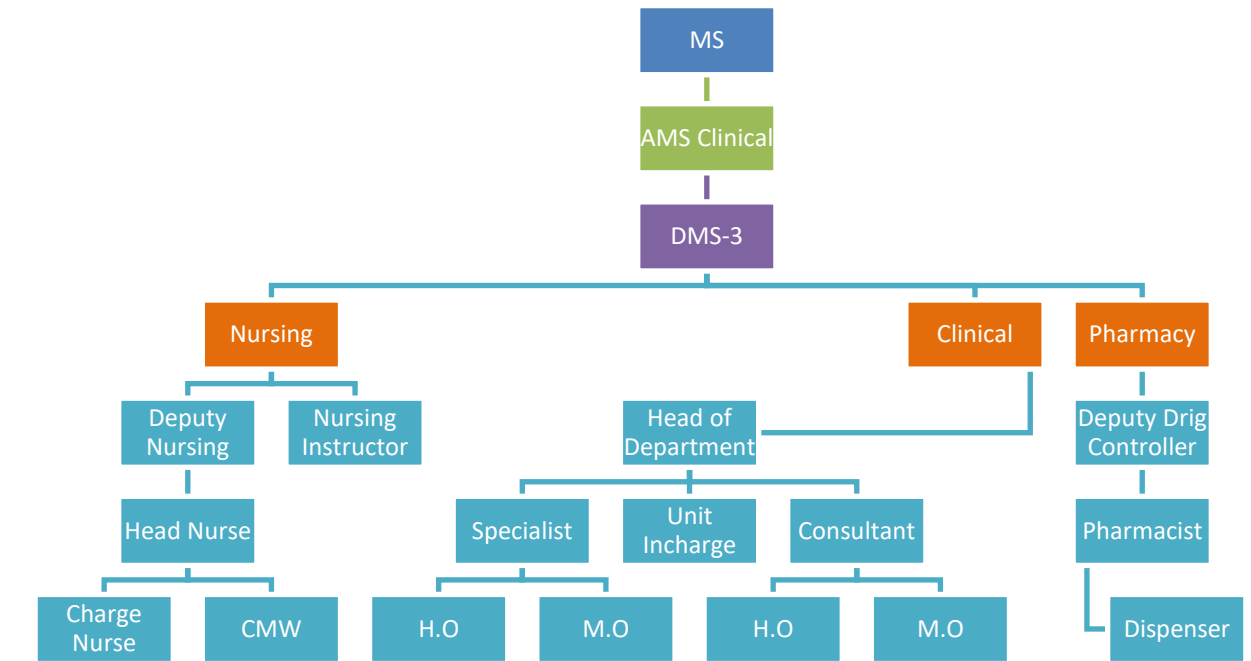 MS
AMS Clinical
DMS-3
Nursing
Clinical
Pharmacy
Deputy
Nursing
Nursing
Instructor
Head of
Department
Deputy Drig
Controller
Head Nurse
Specialist
Unit
Incharge
Consultant
Pharmacist
Charge
Nurse
CMW
H.O
M.O
H.O
M.O
Dispenser